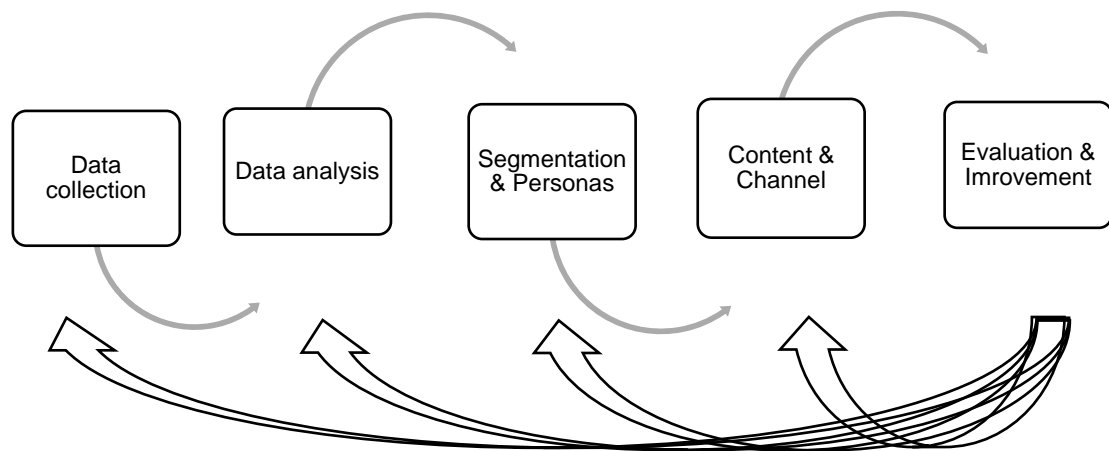 Data
collection
Data analysis
Segmentation
& Personas
Content &
Channel
Evaluation &
Imrovement